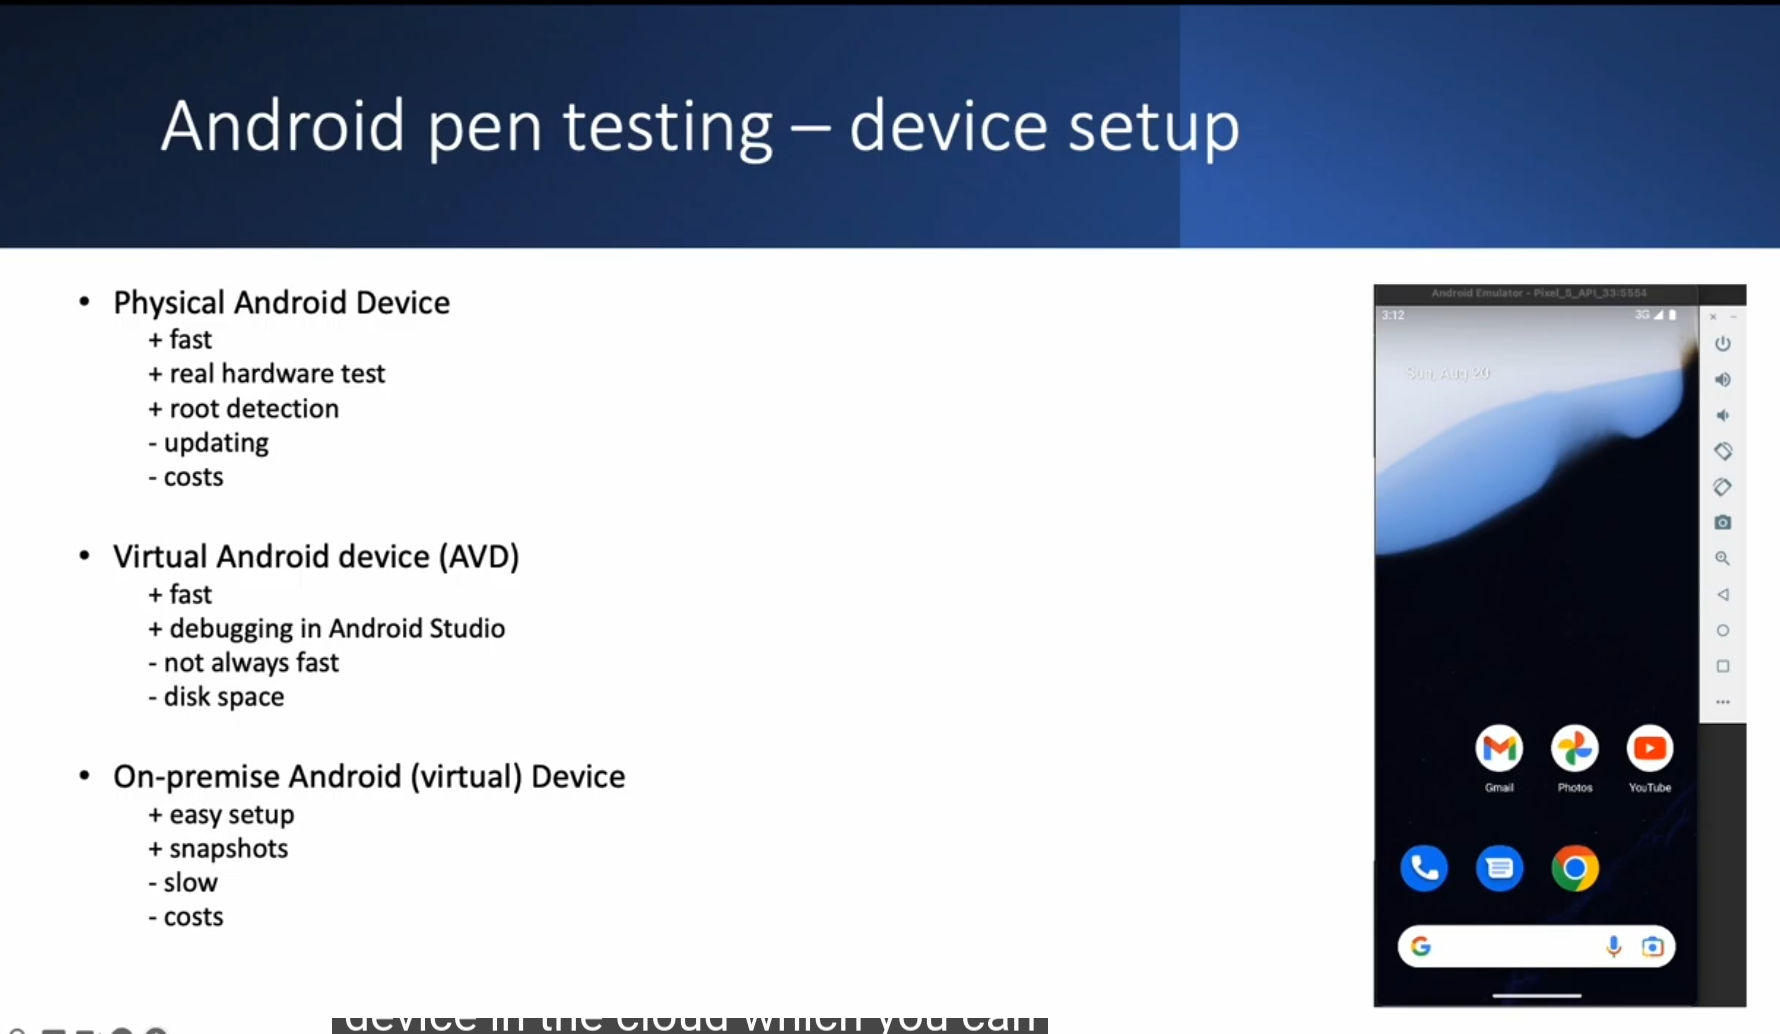 Android pen testing – device setup
• Physical Android Device
+ fast
+ real hardware test
+ root detection
- updating
- costs
• Virtual Android device (AVD)
+ fast
+ debugging in Android Studio
- not always fast
- disk space
• On-premise Android (virtual) Device
+ easy setup
+ snapshots
- slow
- costs
Android Emulator - Pixel_5_API_33:5554
3:12
3G
Sun, Aug 20
Gmail
Photos
YouTube
device in the cloud which you can